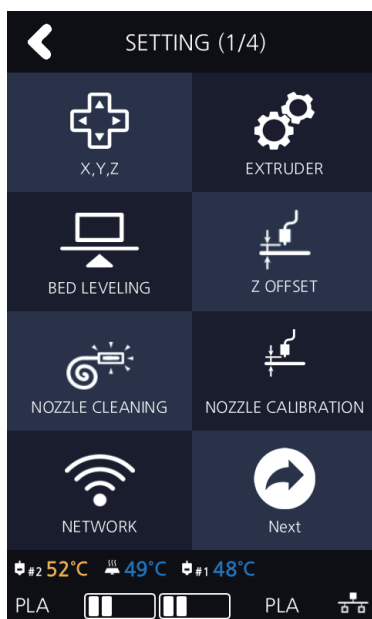 SETTING (1/4)
X,Y,Z
EXTRUDER
BED LEVELING
Z OFFSET
NOZZLE CLEANING
NOZZLE CALIBRATION
NETWORK
Next
#2 52°C 49°C #1 48°C
PLA PLA